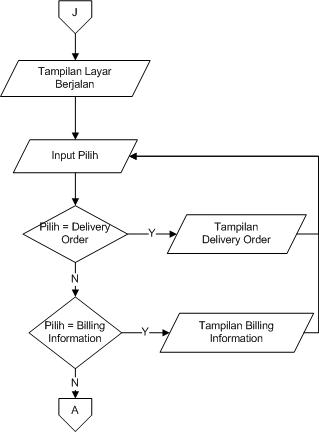 J
Tampilan Layar
Berjalan
Input Pilih
Pilih = Delivery
Order
Y
Tampilan
Delivery Order
N
Pilih = Billing
Information
Y
Tampilan Billing
Information
N
A